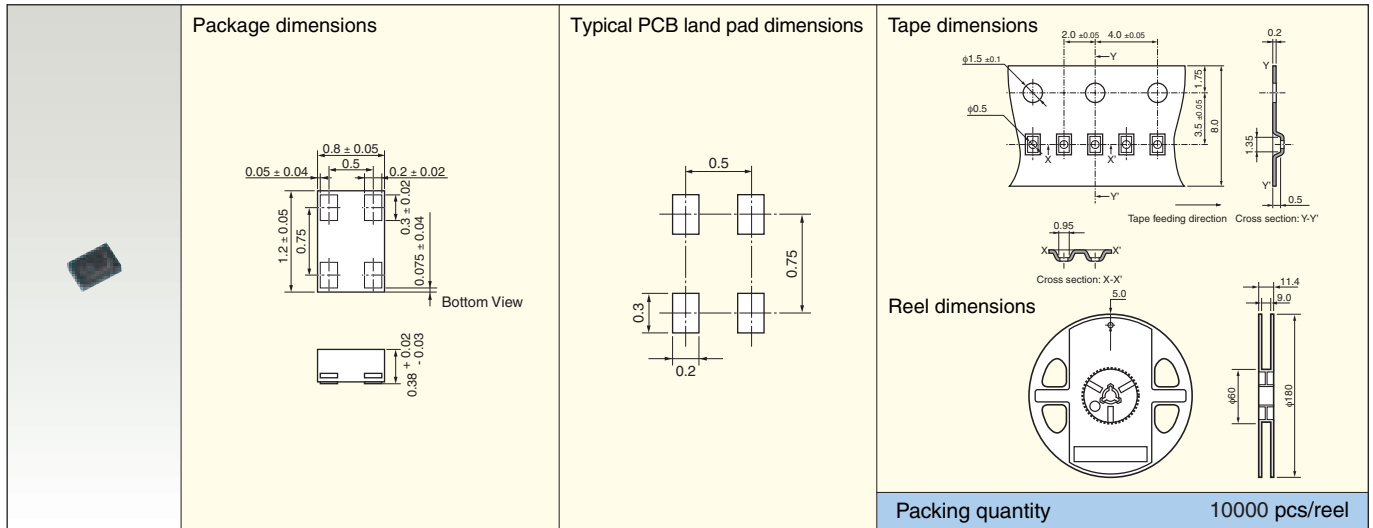 Package dimensions
0.8 ± 0.05
0.5
0.05 ± 0.04
0.2 ± 0.02
0.3 ± 0.02
1.2 ± 0.05
0.75
0.075 ± 0.04
Bottom View
0.38 + 0.02
- 0.03
Typical PCB land pad dimensions
0.5
0.75
0.3
0.2
Tape dimensions
2.0 ±0.05
4.0 ±0.05
0.2
Y
Y
φ1.5 ±0.1
1.75
φ0.5
3.5 ±0.05
8.0
1.35
X
X'
Y'
Y'
0.5
Tape feeding direction
Cross section: Y-Y'
0.95
X
X'
Cross section: X-X'
Reel dimensions
5.0
11.4
9.0
φ60
φ180
Packing quantity
10000 pcs/reel